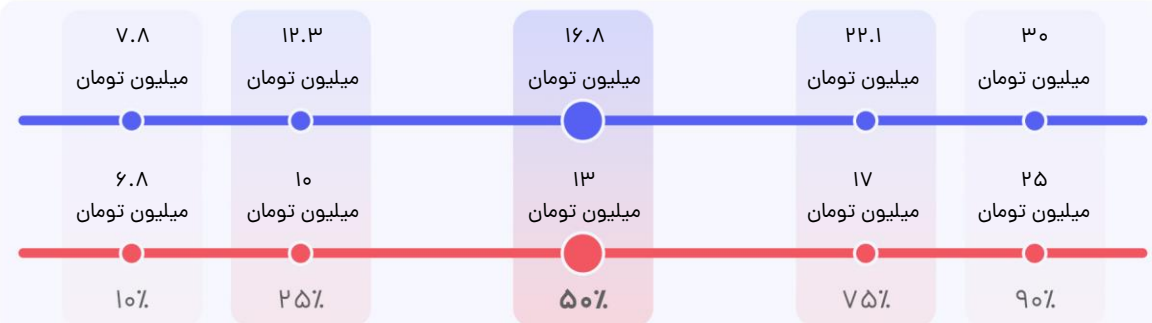 ۷.۸ ۱۲.۳ ۱۶.۸ ۲۲.۱ ۳۰
میلیون تومان میلیون تومان میلیون تومان میلیون تومان میلیون تومان
۶.۸ ۱۰ ۱۳ ۱۷ ۲۵
میلیون تومان میلیون تومان میلیون تومان میلیون تومان میلیون تومان
۱۰٪ ۲۵٪ ۵۰٪ ۷۵٪ ۹۰٪